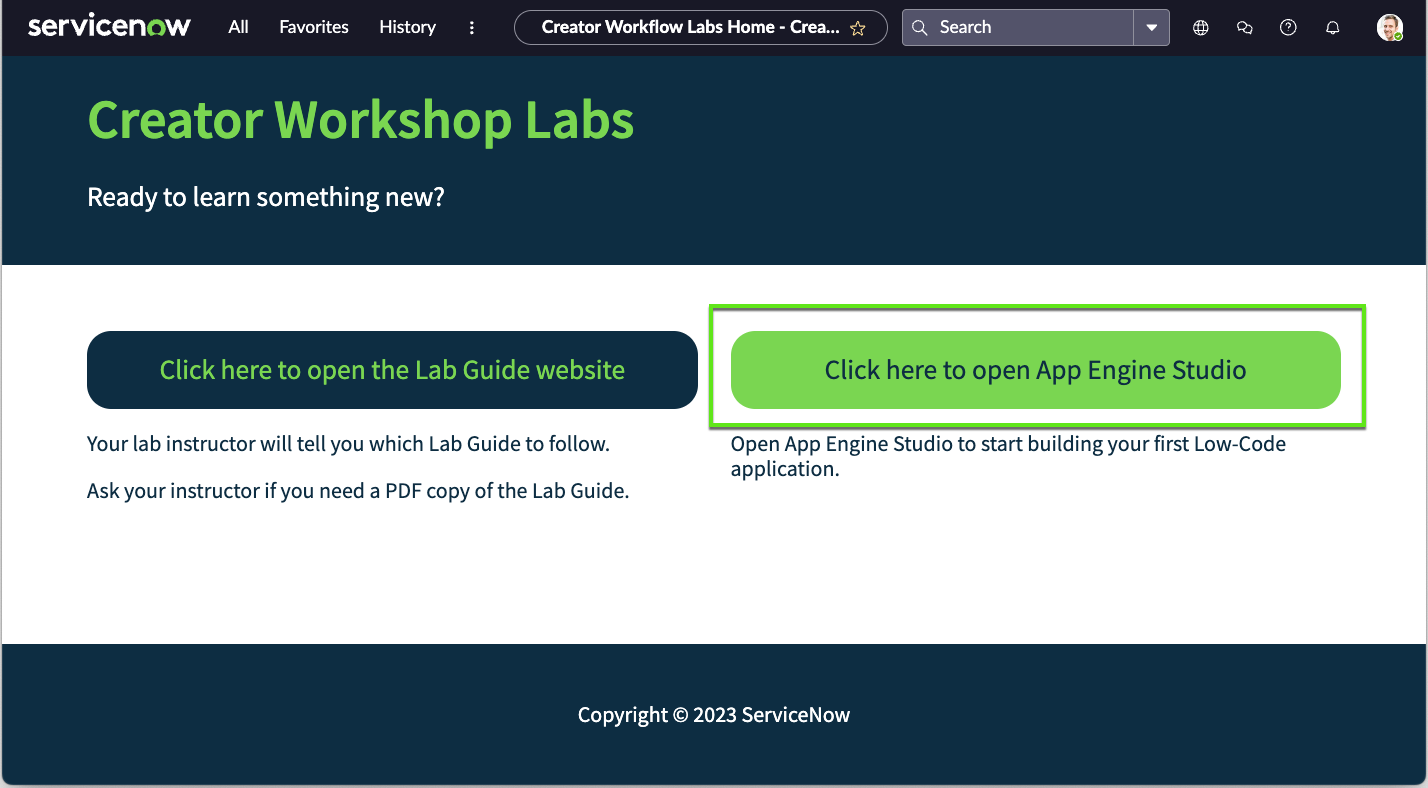 servicenow All Favorites History Creator Workflow Labs Home - Crea... Search
Creator Workshop Labs
Ready to learn something new?
Click here to open the Lab Guide website
Your lab instructor will tell you which Lab Guide to follow.
Ask your instructor if you need a PDF copy of the Lab Guide.
Click here to open App Engine Studio
Open App Engine Studio to start building your first Low-Code
application.
Copyright © 2023 ServiceNow